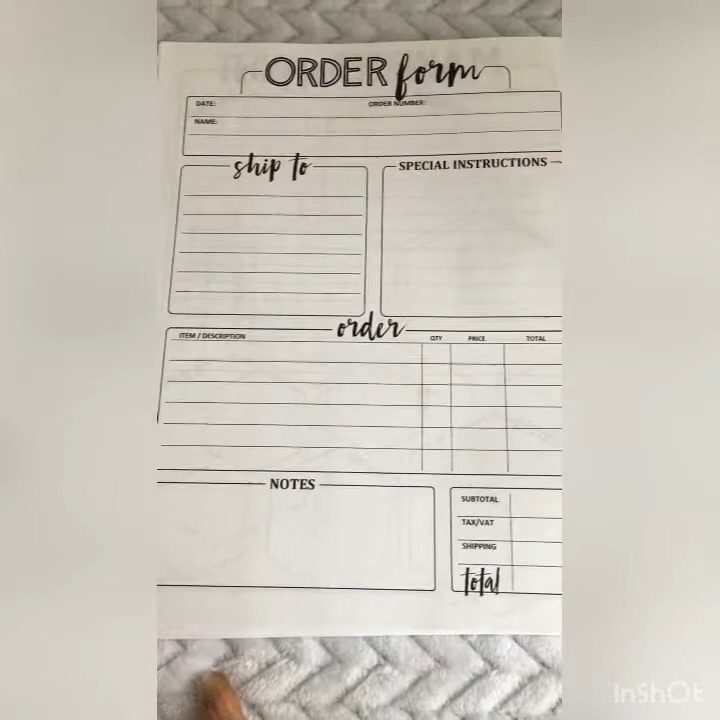 ORDER form
DATE: ORDER NUMBER:
NAME:
ship to
SPECIAL INSTRUCTIONS
order
ITEM / DESCRIPTION QTY PRICE TOTAL
NOTES
SUBTOTAL
TAX/VAT
SHIPPING
total
InShOt